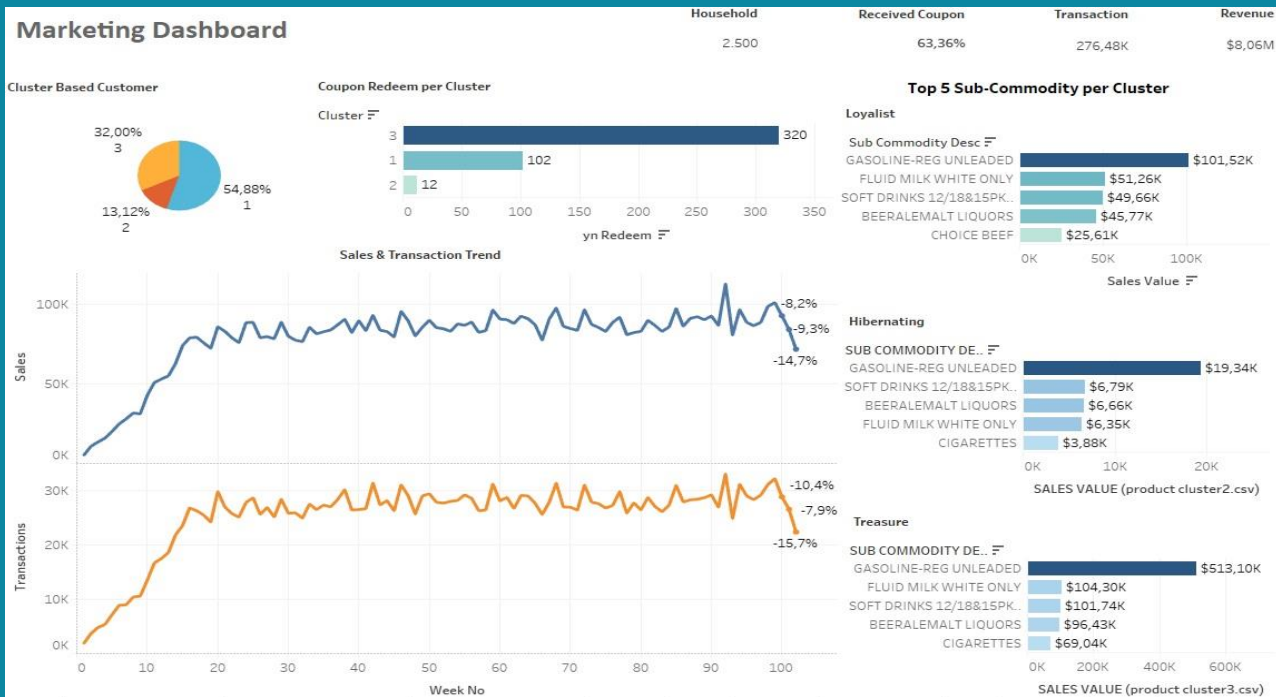 Marketing Dashboard
Household
2.500
Received Coupon
63,36%
Transaction
276,48K
Revenue
$8,06M
Cluster Based Customer
32,00%
3
54,88%
1
13,12%
2
Coupon Redeem per Cluster
Cluster
3
320
1
102
2
12
0 50 100 150 200 250 300 350
yn Redeem
Sales & Transaction Trend
Sales
100K
50K
0K
-8,2%
-9,3%
-14,7%
Transactions
30K
20K
10K
0K
-10,4%
-7,9%
-15,7%
0 10 20 30 40 50 60 70 80 90 100
Week No
Top 5 Sub-Commodity per Cluster
Loyalist
Sub Commodity Desc
GASOLINE-REG UNLEADED $101,52K
FLUID MILK WHITE ONLY $51,26K
SOFT DRINKS 12/18&15PK.. $49,66K
BEERALEMALT LIQUORS $45,77K
CHOICE BEEF $25,61K
0K 50K 100K
Sales Value
Hibernating
SUB COMMODITY DE..
GASOLINE-REG UNLEADED $19,34K
SOFT DRINKS 12/18&15PK.. $6,79K
BEERALEMALT LIQUORS $6,66K
FLUID MILK WHITE ONLY $6,35K
CIGARETTES $3,88K
0K 10K 20K
SALES VALUE (product cluster2.csv)
Treasure
SUB COMMODITY DE..
GASOLINE-REG UNLEADED $513,10K
FLUID MILK WHITE ONLY $104,30K
SOFT DRINKS 12/18&15PK.. $101,74K
BEERALEMALT LIQUORS $96,43K
CIGARETTES $69,04K
0K 200K 400K 600K
SALES VALUE (product cluster3.csv)